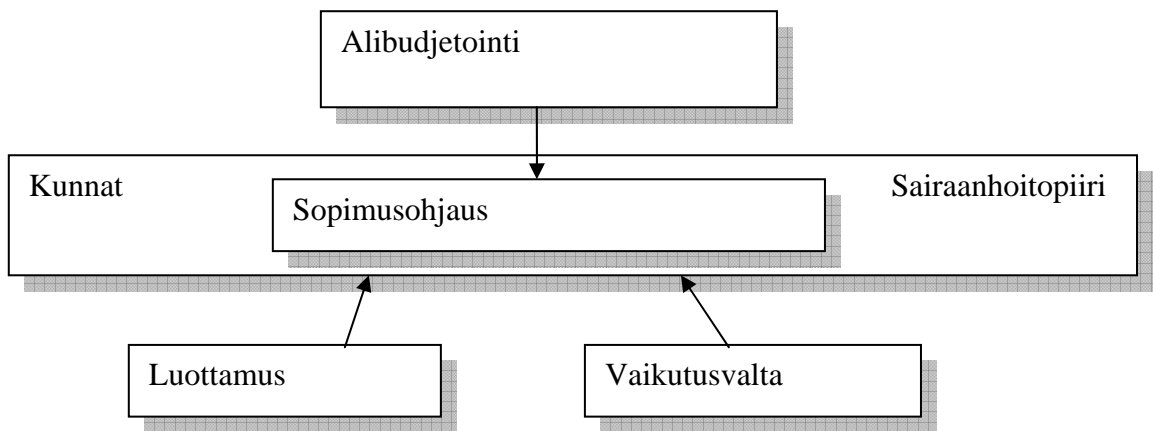 Alibudjetointi
Kunnat
Sairaanhoitopiiri
Sopimusohjaus
Luottamus
Vaikutusvalta